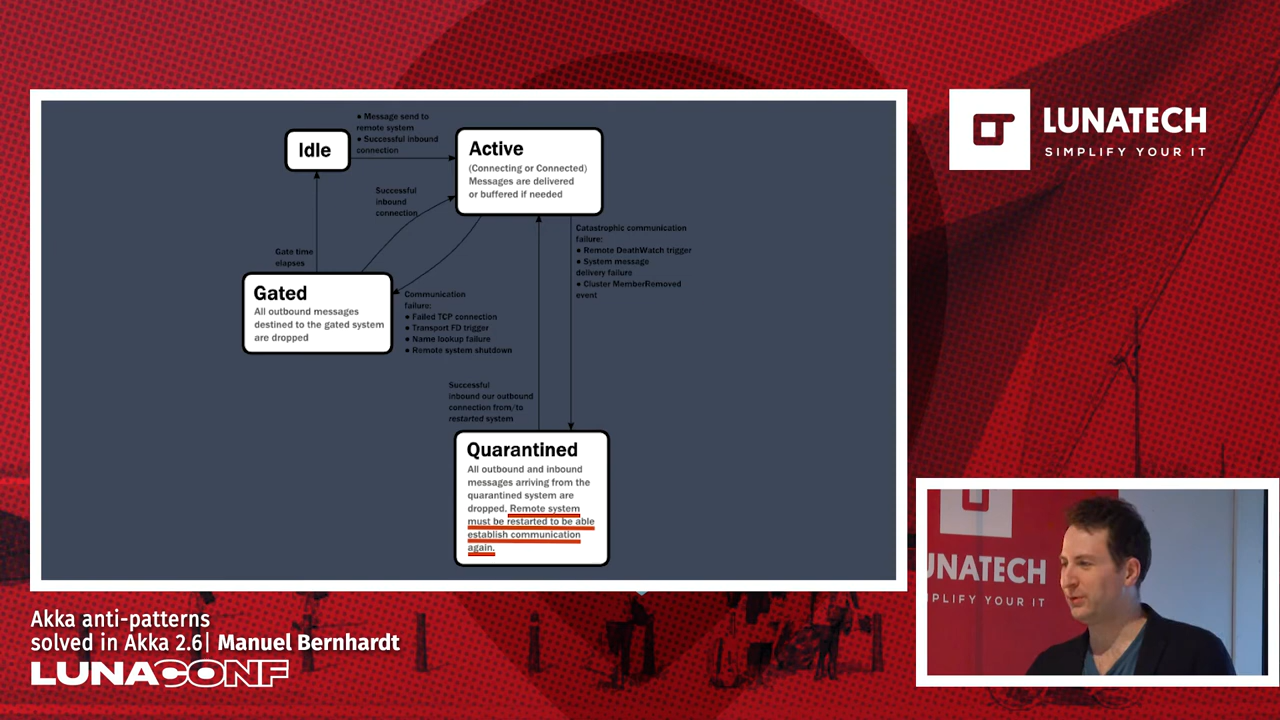 LUNATECH
SIMPLIFY YOUR IT
● Message send to
remote system
● Successful inbound
connection
Idle
Active
(Connecting or Connected)
Messages are delivered
or buffered if needed
Successful
inbound
connection
Gate time
elapses
Catastrophic communication
failure:
● Remote DeathWatch trigger
● System message
delivery failure
● Cluster MemberRemoved
event
Gated
All outbound messages
destined to the gated system
are dropped
Communication
failure:
● Failed TCP connection
● Transport FD trigger
● Name lookup failure
● Remote system shutdown
Successful
inbound our outbound
connection from/to
restarted system
Quarantined
All outbound and inbound
messages arriving from the
quarantined system are
dropped. Remote system
must be restarted to be able
establish communication
again.
UNATECH
MPLIFY YOUR IT
Akka anti-patterns
solved in Akka 2.6| Manuel Bernhardt
LUNACONF